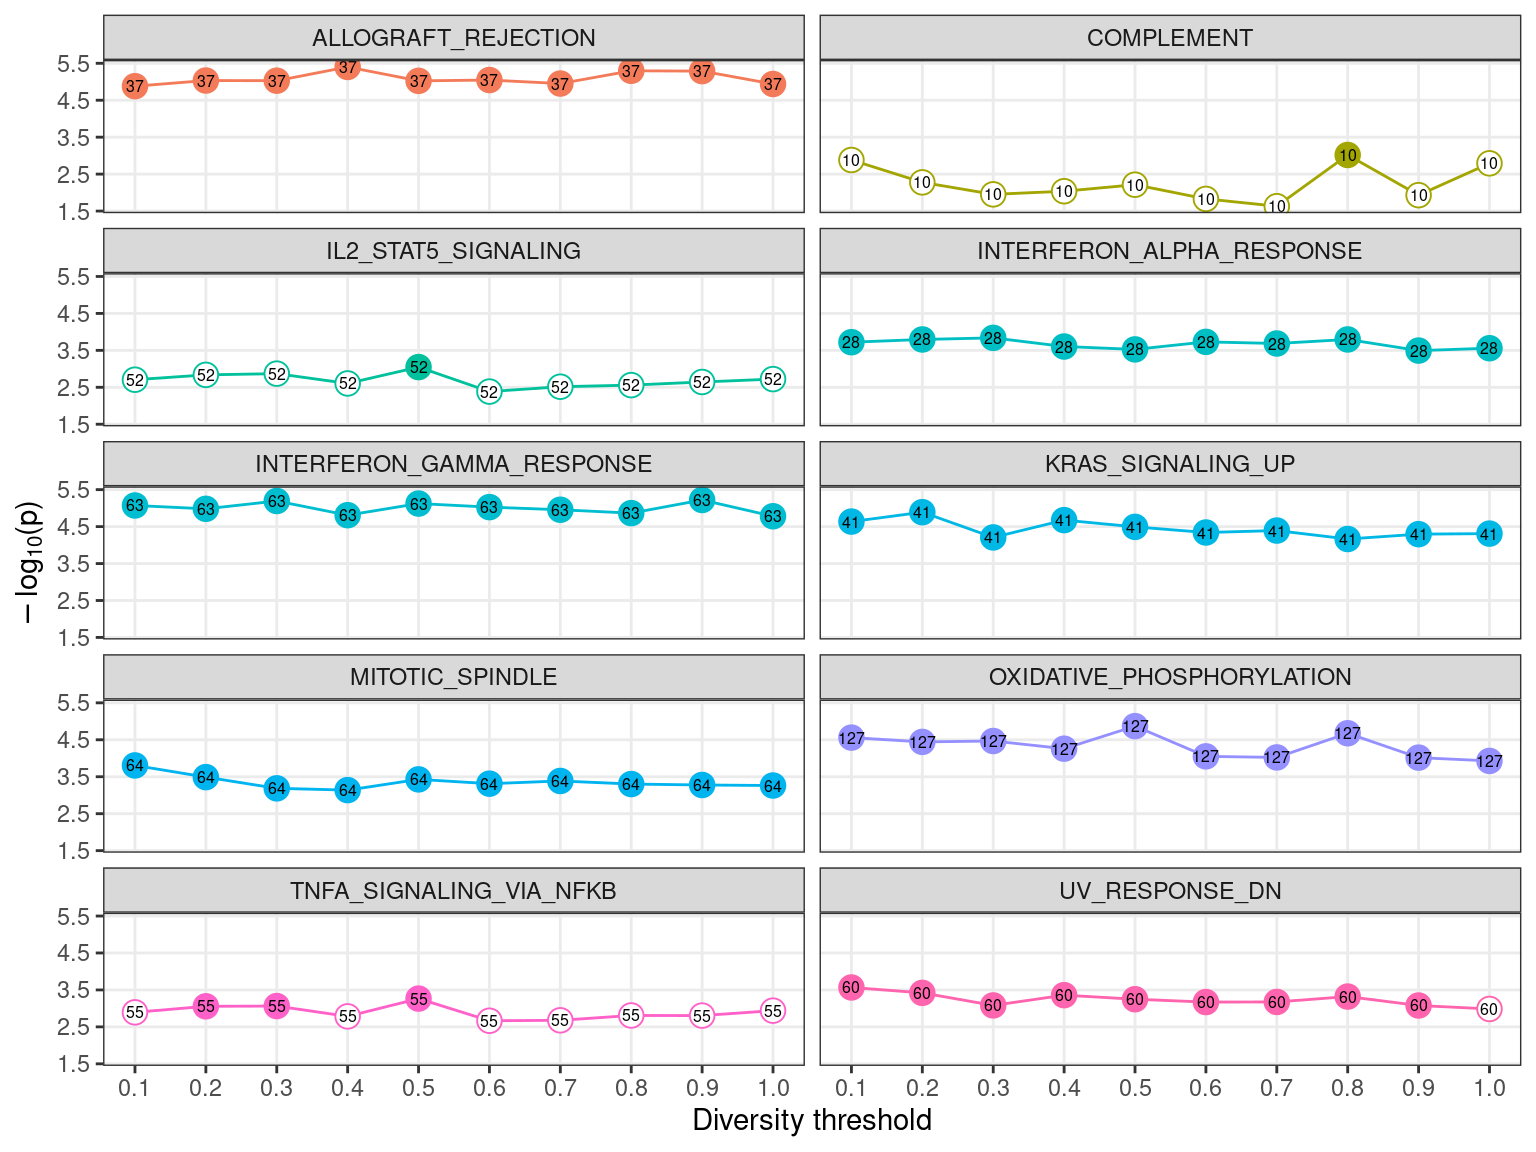 ALLOGRAFT_REJECTION COMPLEMENT
5.5 37 37 37 37 37 37 37 37 37 37
4.5
3.5
2.5 10 10 10 10 10 10 10 10 10 10
1.5
IL2_STAT5_SIGNALING INTERFERON_ALPHA_RESPONSE
5.5
4.5
3.5 28 28 28 28 28 28 28 28 28 28
2.5 52 52 52 52 52 52 52 52 52 52
1.5
INTERFERON_GAMMA_RESPONSE KRAS_SIGNALING_UP
5.5 63 63 63 63 63 63 63 63 63 63
4.5 41 41 41 41 41 41 41 41 41 41
3.5
2.5
1.5
MITOTIC_SPINDLE OXIDATIVE_PHOSPHORYLATION
5.5
4.5 127 127 127 127 127 127 127 127 127 127
3.5 64 64 64 64 64 64 64 64 64 64
2.5
1.5
TNFA_SIGNALING_VIA_NFKB UV_RESPONSE_DN
5.5
4.5
3.5 60 60 60 60 60 60 60 60 60 60
2.5 55 55 55 55 55 55 55 55 55 55
1.5
0.1 0.2 0.3 0.4 0.5 0.6 0.7 0.8 0.9 1.0 0.1 0.2 0.3 0.4 0.5 0.6 0.7 0.8 0.9 1.0
Diversity threshold
− log10(p)